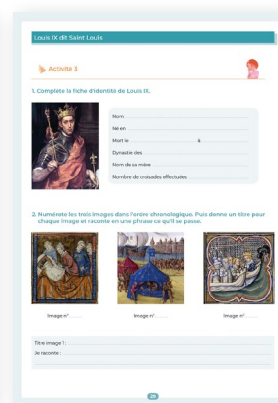 Louis IX dit Saint Louis
Activité 3
1. Complète la fiche d'identité de Louis IX.
Nom
Né en
Mort le à
Dynastie des
Nom de sa mère
Nombre de croisades effectuées
2. Numérote les trois images dans l'ordre chronologique. Puis donne un titre pour
chaque image et raconte en une phrase ce qu'il se passe.
Image n° Image n° Image n°
Titre image 1 :
Je raconte :
28